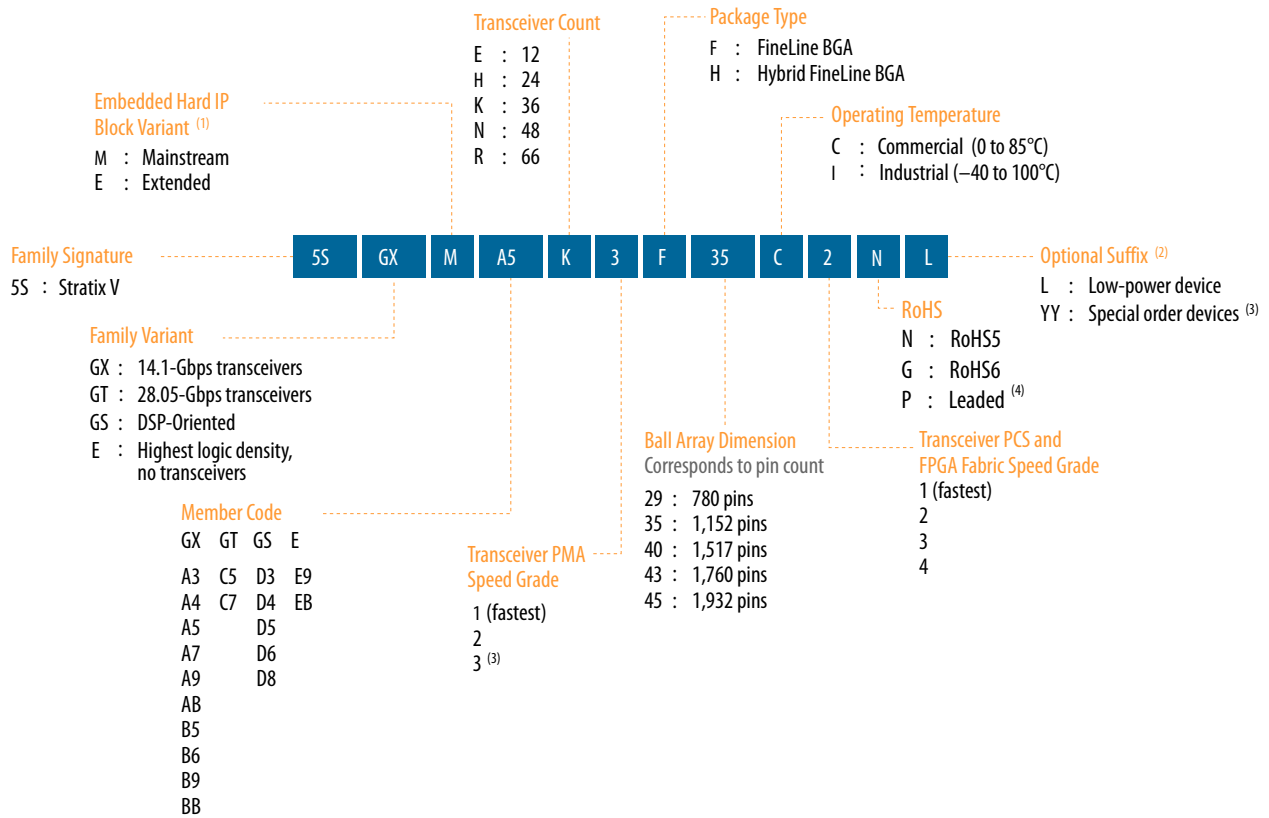 Transceiver Count
E : 12
H : 24
K : 36
N : 48
R : 66
Package Type
F : FineLine BGA
H : Hybrid FineLine BGA
Embedded Hard IP
Block Variant (1)
M : Mainstream
E : Extended
Operating Temperature
C : Commercial (0 to 85°C)
I : Industrial (–40 to 100°C)
Family Signature
5S : Stratix V
5S GX M A5 K 3 F 35 C 2 N L
Optional Suffix (2)
L : Low-power device
YY : Special order devices (3)
RoHS
N : RoHS5
G : RoHS6
P : Leaded (4)
Family Variant
GX : 14.1-Gbps transceivers
GT : 28.05-Gbps transceivers
GS : DSP-Oriented
E : Highest logic density,
no transceivers
Member Code
GX GT GS E
A3 C5 D3 E9
A4 C7 D4 EB
A5 D5
A7 D6
A9 D8
AB
B5
B6
B9
BB
Transceiver PMA
Speed Grade
1 (fastest)
2
3 (3)
Ball Array Dimension
Corresponds to pin count
29 : 780 pins
35 : 1,152 pins
40 : 1,517 pins
43 : 1,760 pins
45 : 1,932 pins
Transceiver PCS and
FPGA Fabric Speed Grade
1 (fastest)
2
3
4